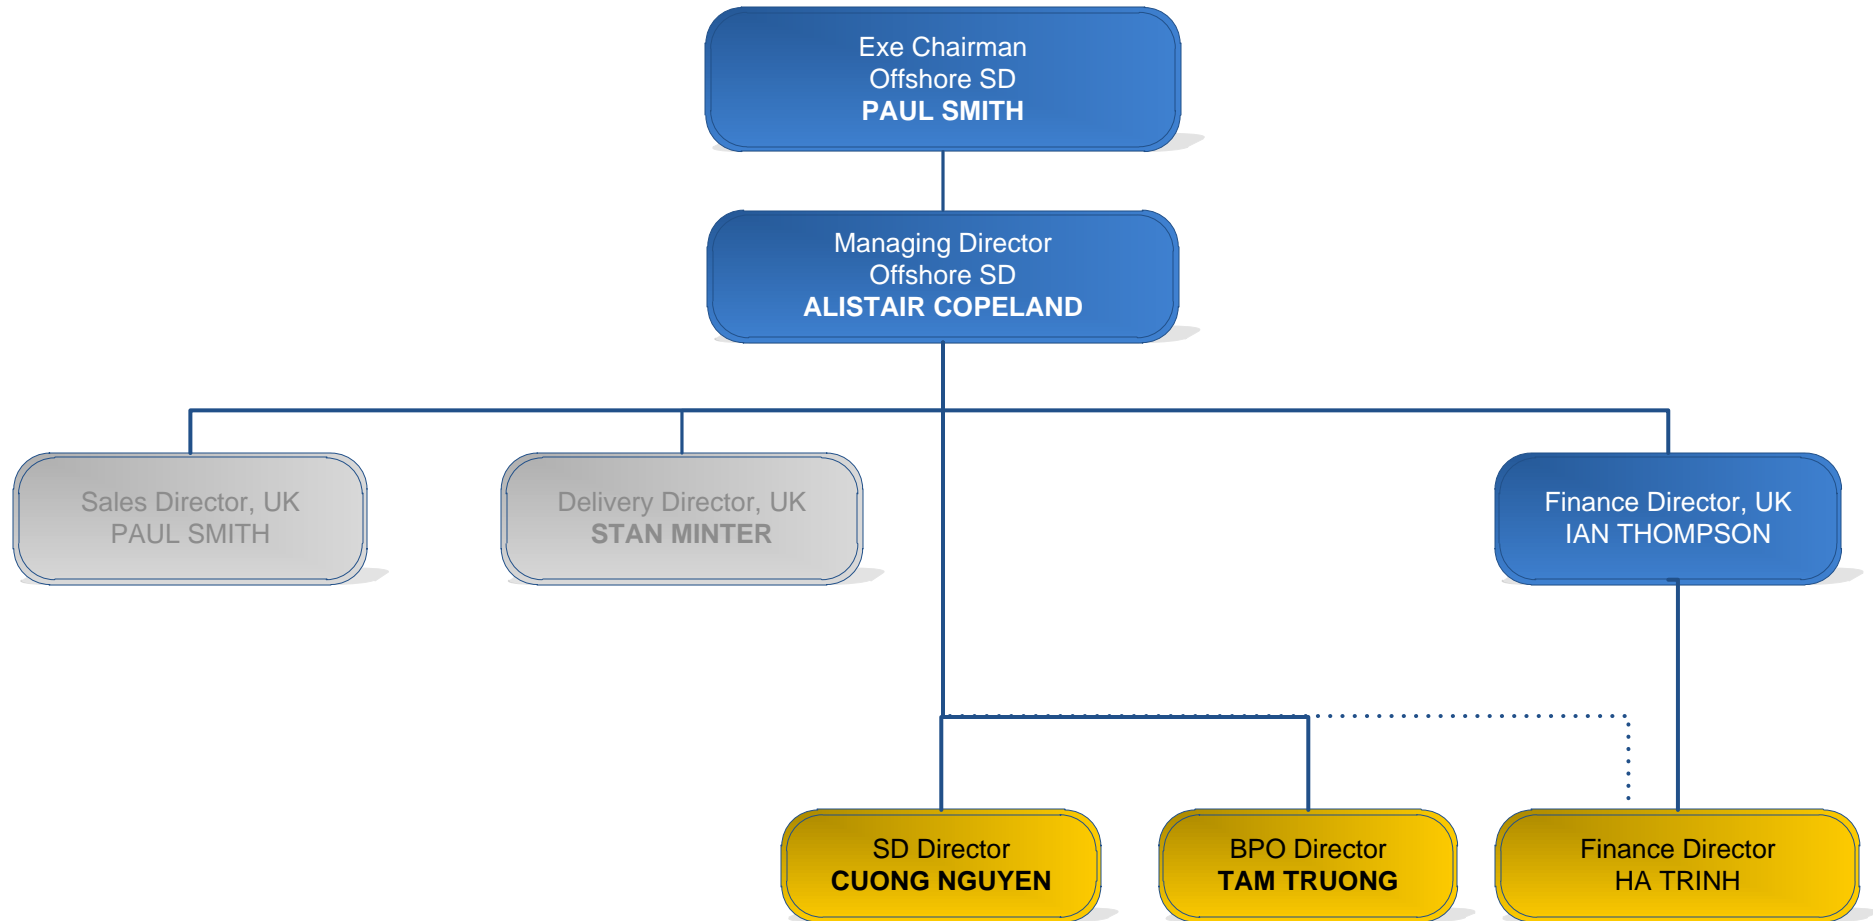 Exe Chairman
Offshore SD
PAUL SMITH
Managing Director
Offshore SD
ALISTAIR COPELAND
Sales Director, UK
PAUL SMITH
Delivery Director, UK
STAN MINTER
Finance Director, UK
IAN THOMPSON
SD Director
CUONG NGUYEN
BPO Director
TAM TRUONG
Finance Director
HA TRINH